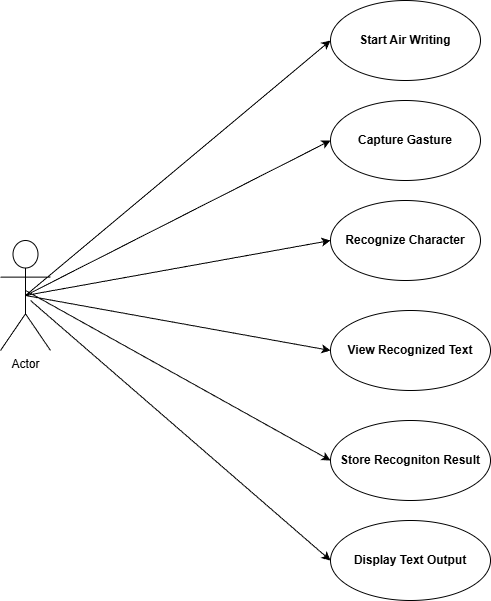 Start Air Writing
Capture Gasture
Recognize Character
Actor
View Recognized Text
Store Recogniton Result
Display Text Output